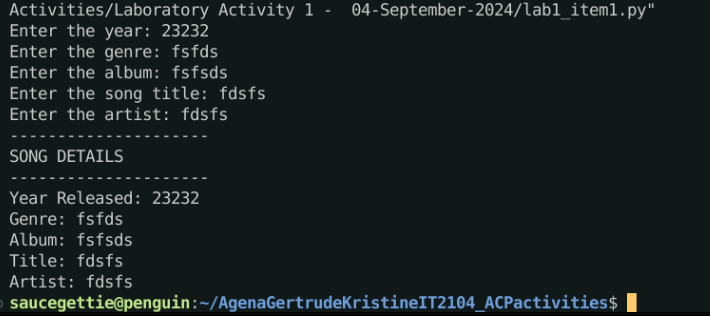 Activities/Laboratory Activity 1 -  04-September-2024/lab1_item1.py"
Enter the year: 23232
Enter the genre: fsfds
Enter the album: fsfsds
Enter the song title: fdsfs
Enter the artist: fdsfs
---------------------
SONG DETAILS
---------------------
Year Released: 23232
Genre: fsfds
Album: fsfsds
Title: fdsfs
Artist: fdsfs
saucegettie@penguin:~/AgenaGertrudeKristineIT2104_ACPactivities$